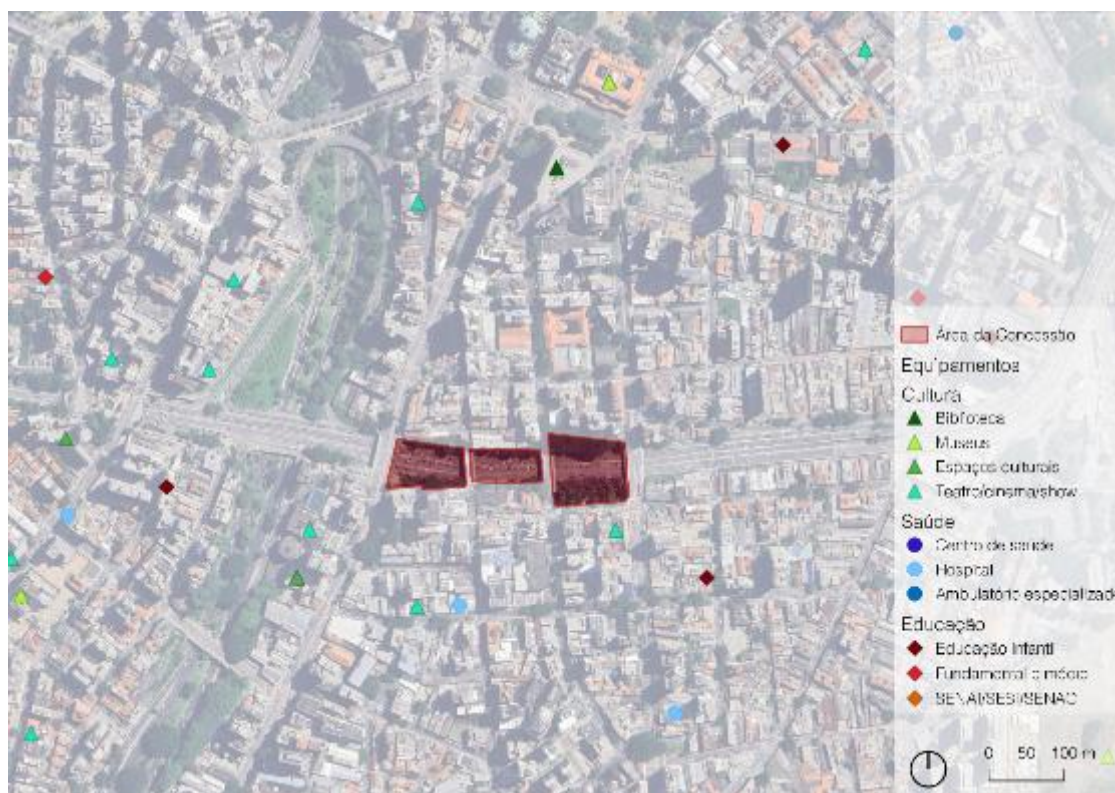 Área da Concessão
Equipamentos
Cultura
Biblioteca
Museus
Espaços culturais
Teatro/cinema/show
Saúde
Centro de saúde
Hospital
Ambulatório especializado
Educação
Educação Infantil
Fundamental e médio
SENAI/SESI/SENAC
0 50 100 m